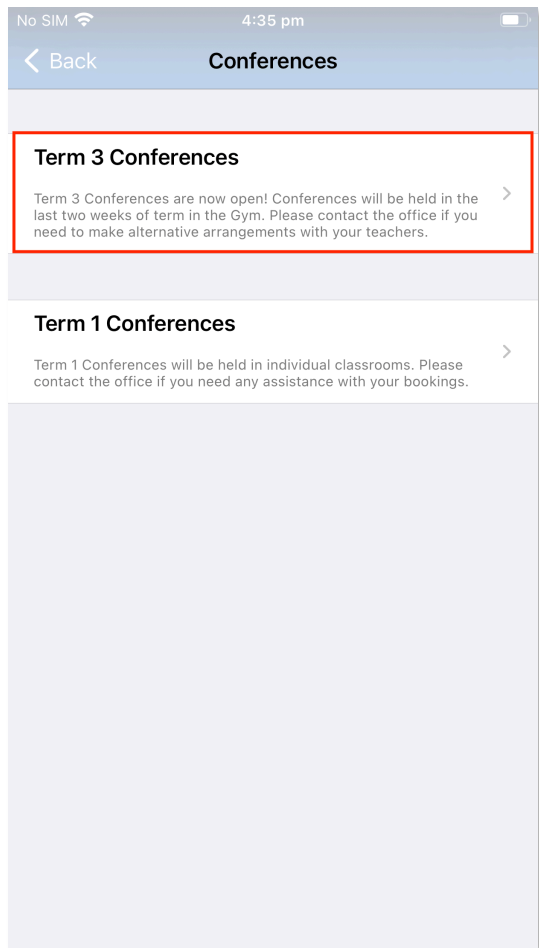 No SIM 4:35 pm
Back Conferences
Term 3 Conferences
Term 3 Conferences are now open! Conferences will be held in the
last two weeks of term in the Gym. Please contact the office if you
need to make alternative arrangements with your teachers.
Term 1 Conferences
Term 1 Conferences will be held in individual classrooms. Please
contact the office if you need any assistance with your bookings.